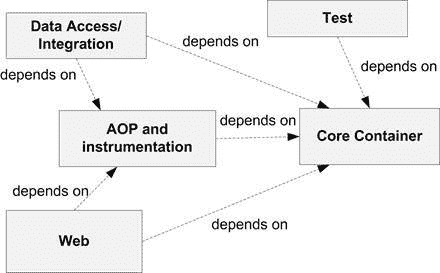 Data Access/
Integration
Test
depends on
depends on
depends on
AOP and
instrumentation
depends on
Core Container
depends on
depends on
Web